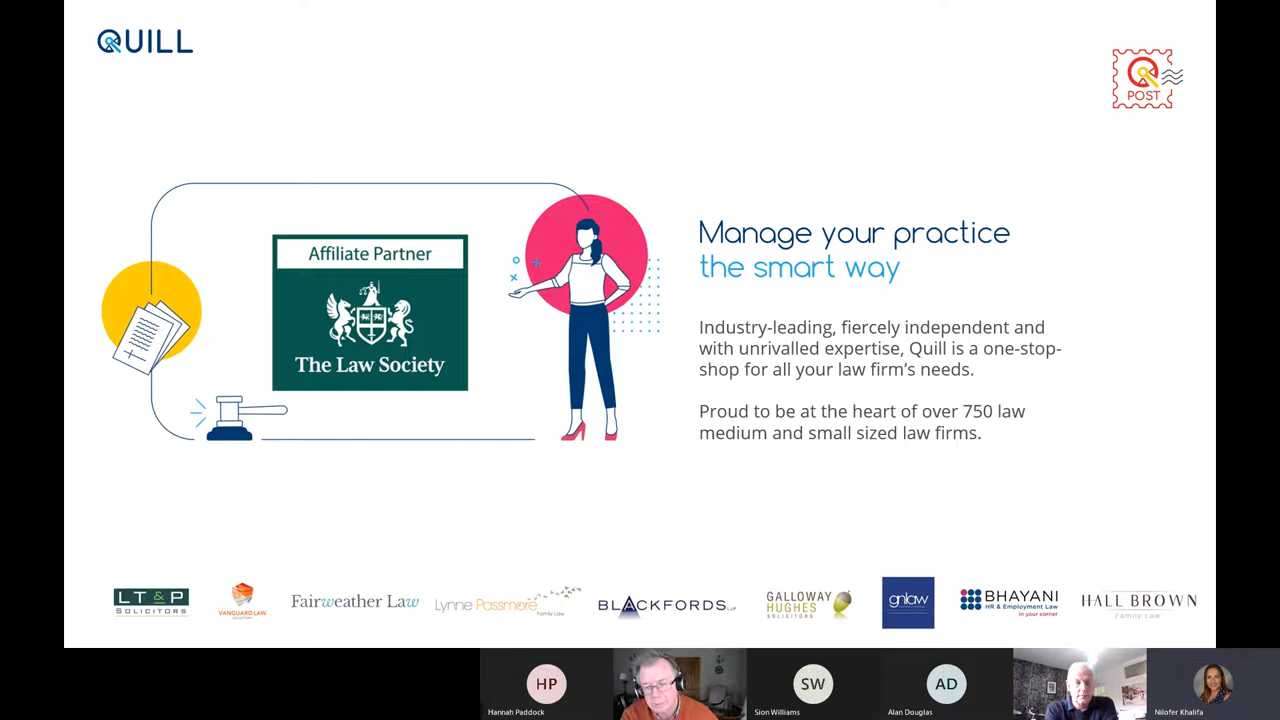 QUILL
POST
Affiliate Partner
The Law Society
Manage your practice
the smart way
Industry-leading, fiercely independent and
with unrivalled expertise, Quill is a one-stop-
shop for all your law firm's needs.
Proud to be at the heart of over 750 law
medium and small sized law firms.
LT&P
SOLICITORS
VANGUARD LAW
Fairweather Law
Lynne Passmore
Family Law
BLACKFORDS LLP
GALLOWAY
HUGHES
SOLICITORS
gnlaw
BHAYANI
HR & Employment Law
in your corner
HALL BROWN
Family Law
HP
SW
AD
Hannah Paddock
Sion Williams
Alan Douglas
Nilofer Khalifa